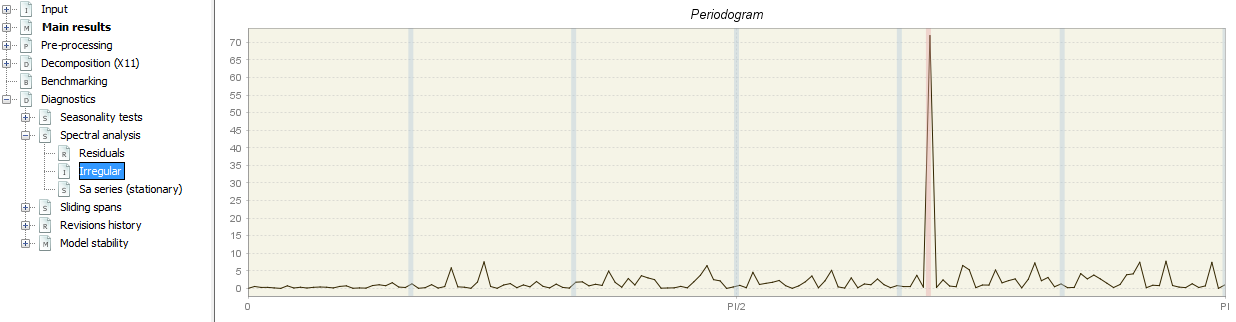 Input
Main results
Pre-processing
Decomposition (X11)
Benchmarking
Diagnostics
Seasonality tests
Spectral analysis
Residuals
Irregular
Sa series (stationary)
Sliding spans
Revisions history
Model stability
Periodogram
70
65
60
55
50
45
40
35
30
25
20
15
10
5
0
0 PI/2 PI